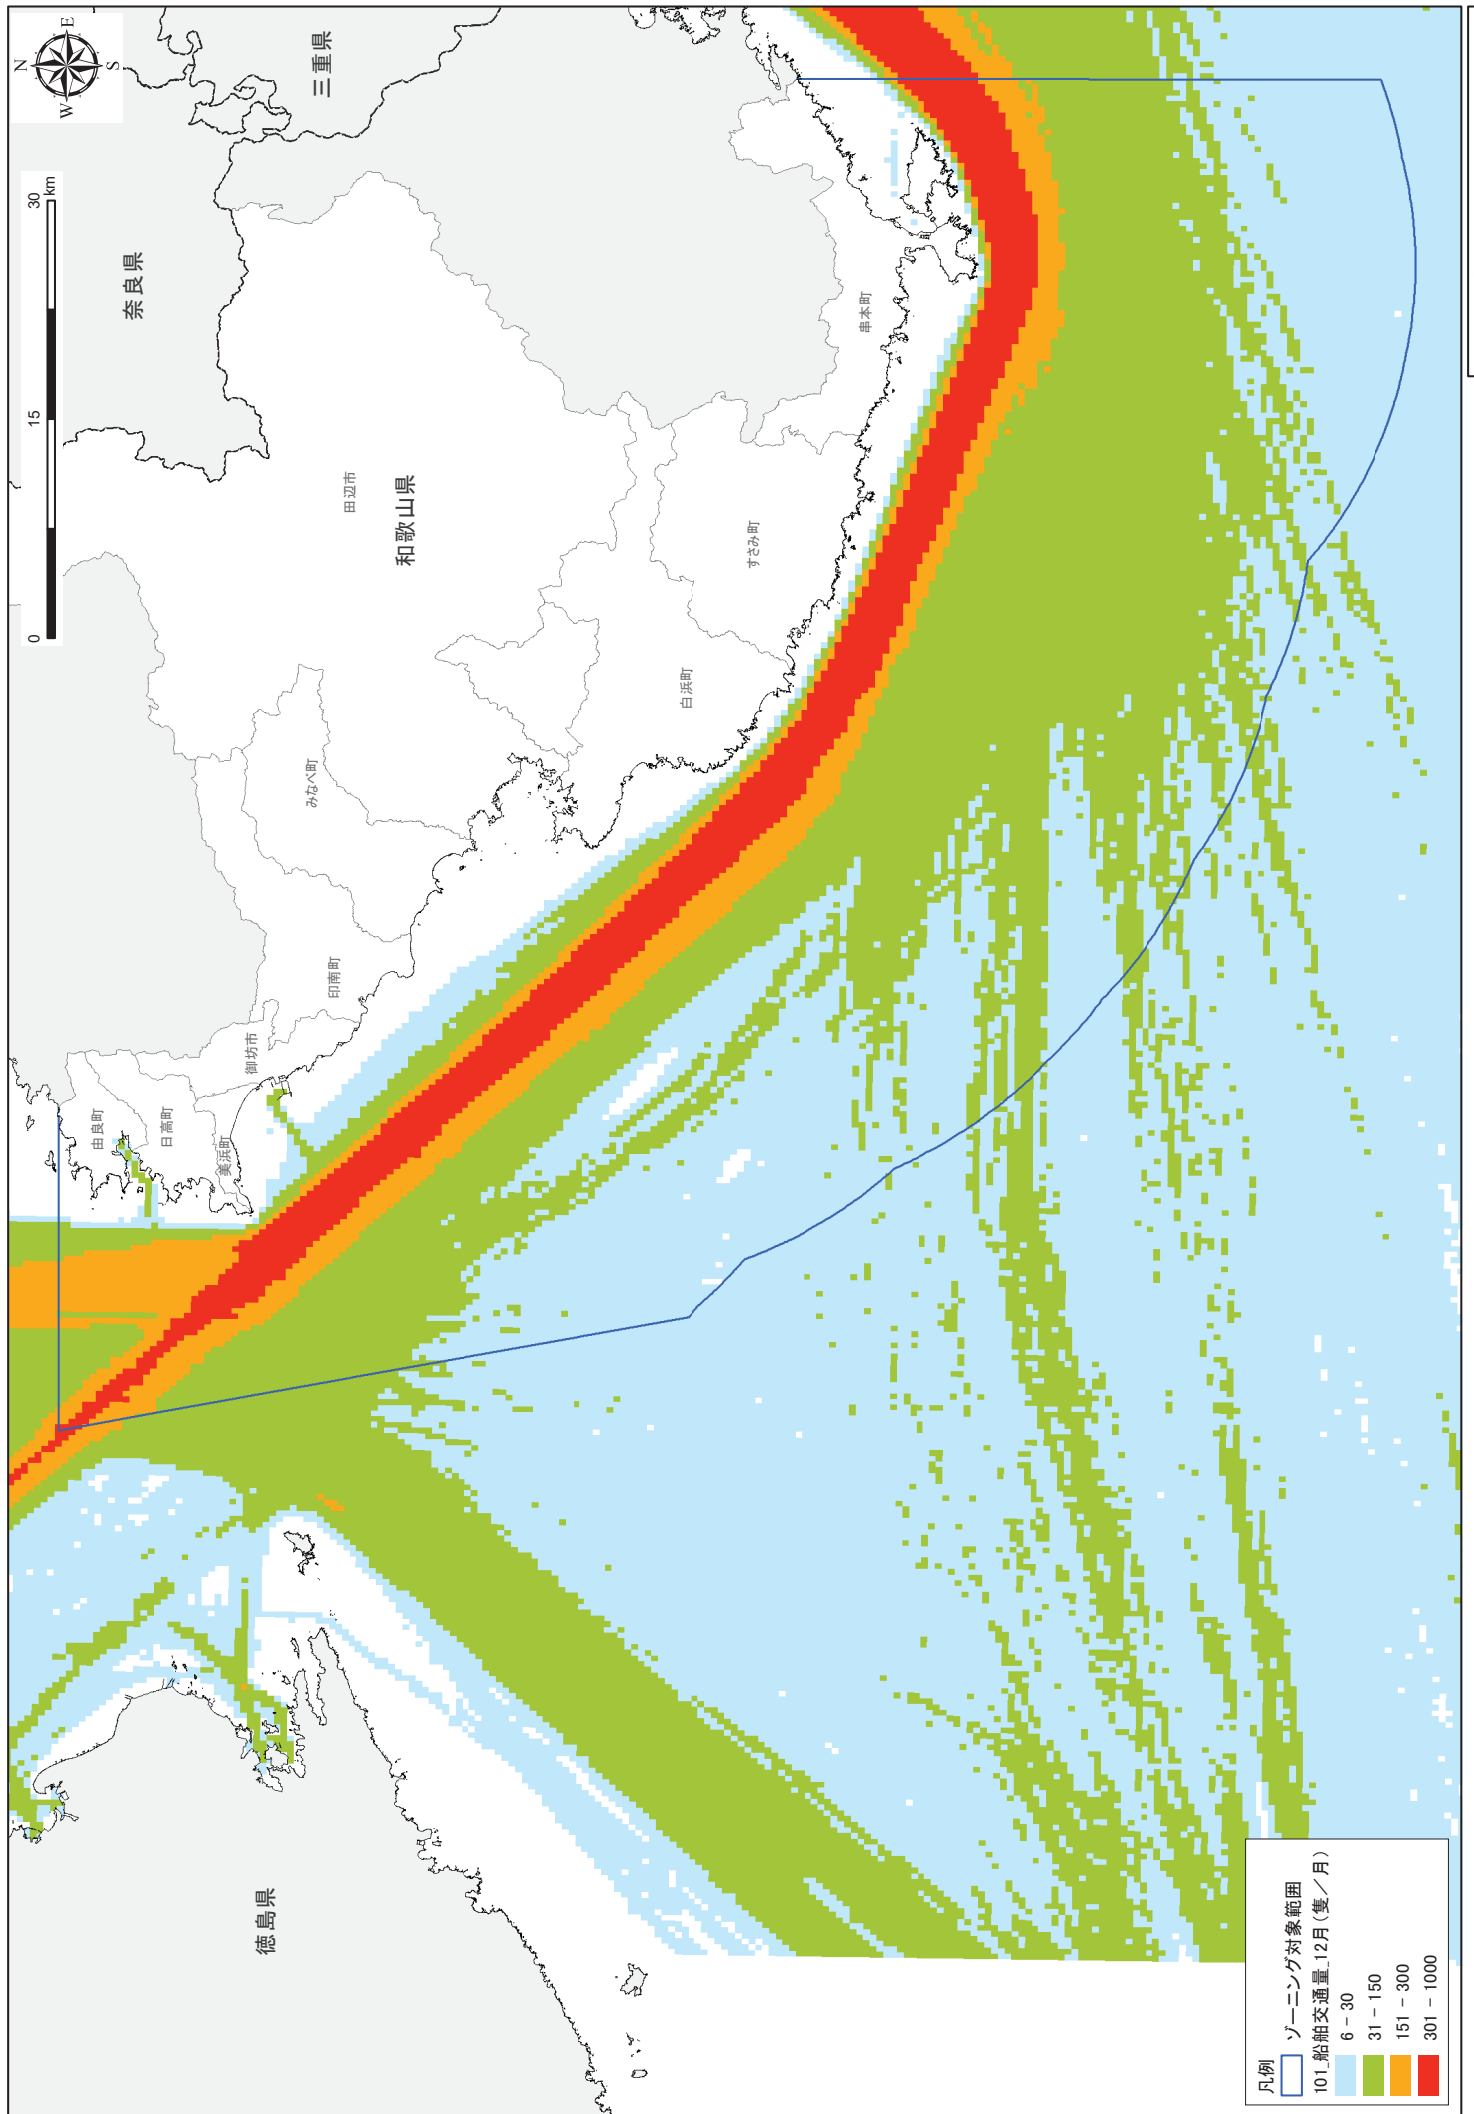 N
E
W
S
0 15 30
km
奈良県
三重県
和歌山県
徳島県
由良町
日高町
美浜町
御坊市
印南町
みなべ町
田辺市
白浜町
すさみ町
串本町
凡例
ゾーニング対象範囲
101_船舶交通量_12月(隻/月)
6 - 30
31 - 150
151 - 300
301 - 1000